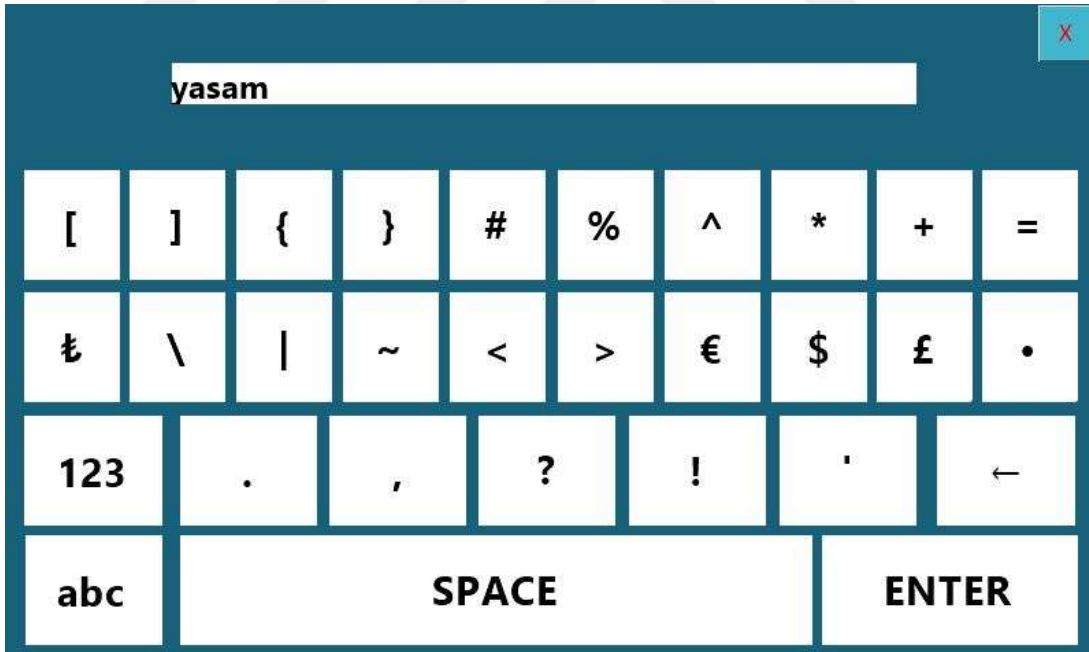 X
yasam
[ ] { } # % ^ * + =
₺ \ | ~ < > € $ £ •
123 . , ? ! ' ←
abc SPACE ENTER